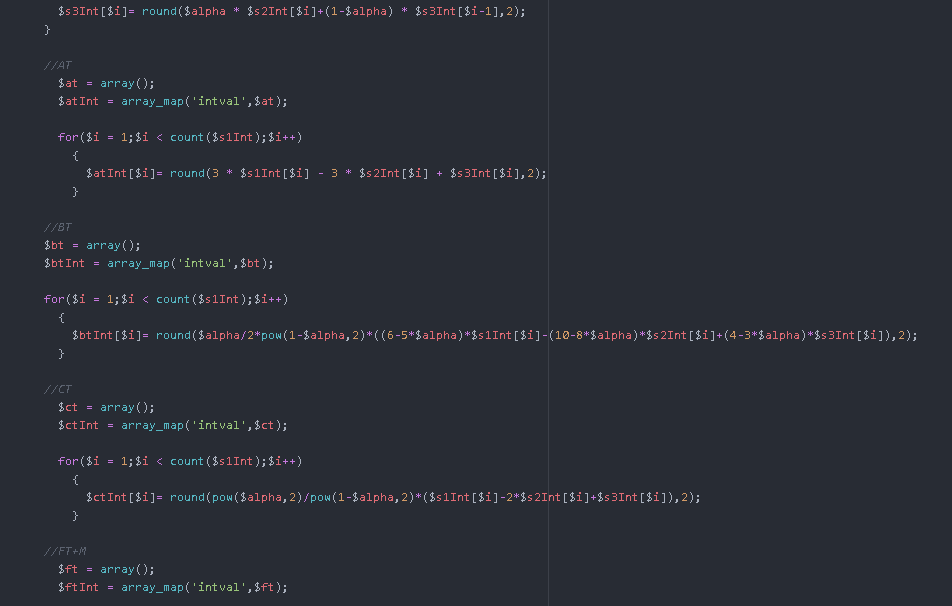 $s3Int[$i]= round($alpha * $s2Int[$i]+(1-$alpha) * $s3Int[$i-1],2);
}
//AT
$at = array();
$atInt = array_map('intval',$at);
for($i = 1;$i < count($s1Int);$i++)
{
$atInt[$i]= round(3 * $s1Int[$i] - 3 * $s2Int[$i] + $s3Int[$i],2);
}
//BT
$bt = array();
$btInt = array_map('intval',$bt);
for($i = 1;$i < count($s1Int);$i++)
{
$btInt[$i]= round($alpha/2*pow(1-$alpha,2)*((6-5*$alpha)*$s1Int[$i]-(10-8*$alpha)*$s2Int[$i]+(4-3*$alpha)*$s3Int[$i]),2);
}
//CT
$ct = array();
$ctInt = array_map('intval',$ct);
for($i = 1;$i < count($s1Int);$i++)
{
$ctInt[$i]= round(pow($alpha,2)/pow(1-$alpha,2)*($s1Int[$i]-2*$s2Int[$i]+$s3Int[$i]),2);
}
//FT+M
$ft = array();
$ftInt = array_map('intval',$ft);